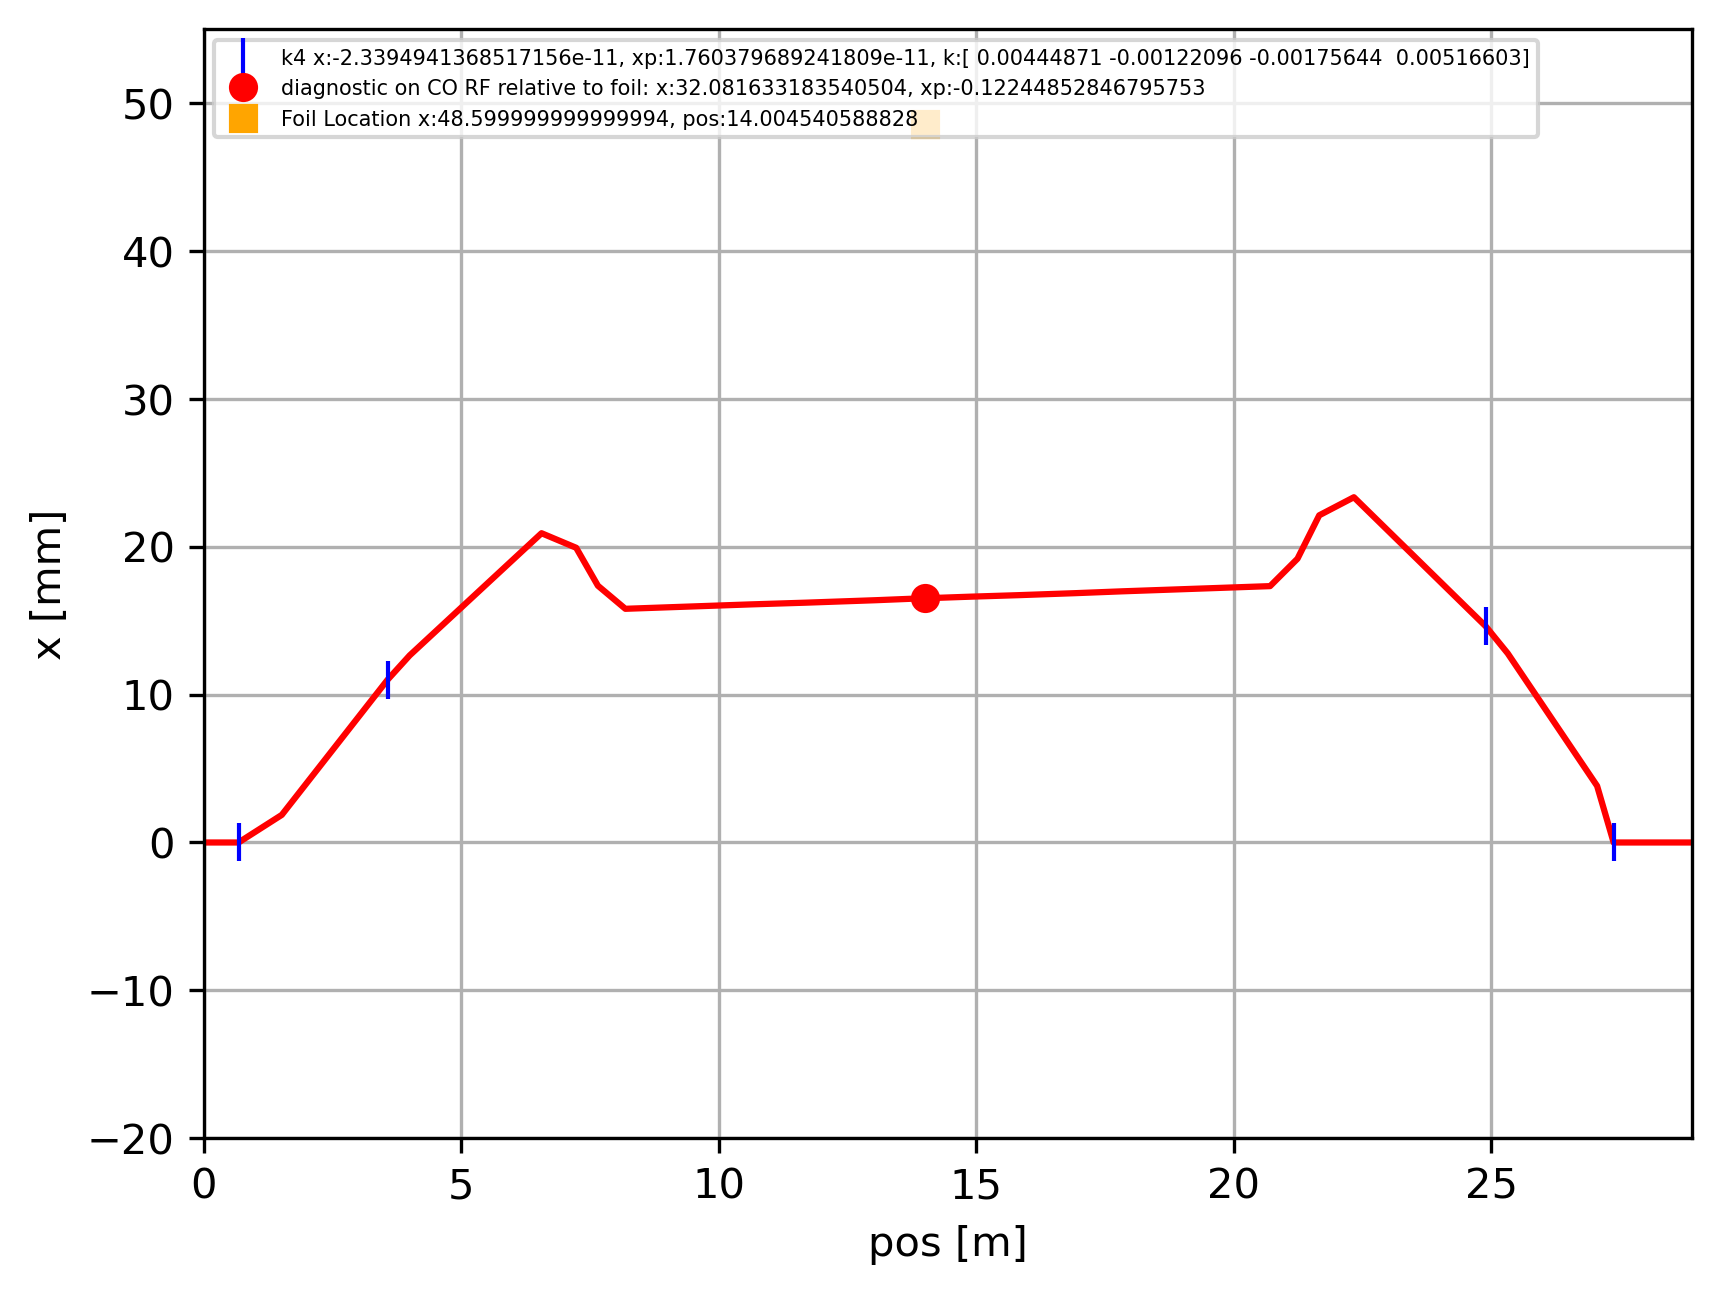 k4 x:-2.3394941368517156e-11, xp:1.760379689241809e-11, k:[ 0.00444871 -0.00122096 -0.00175644  0.00516603]
diagnostic on CO RF relative to foil: x:32.081633183540504, xp:-0.12244852846795753
Foil Location x:48.599999999999994, pos:14.004540588828
50
40
30
20
10
0
−10
−20
x [mm]
0 5 10 15 20 25
pos [m]